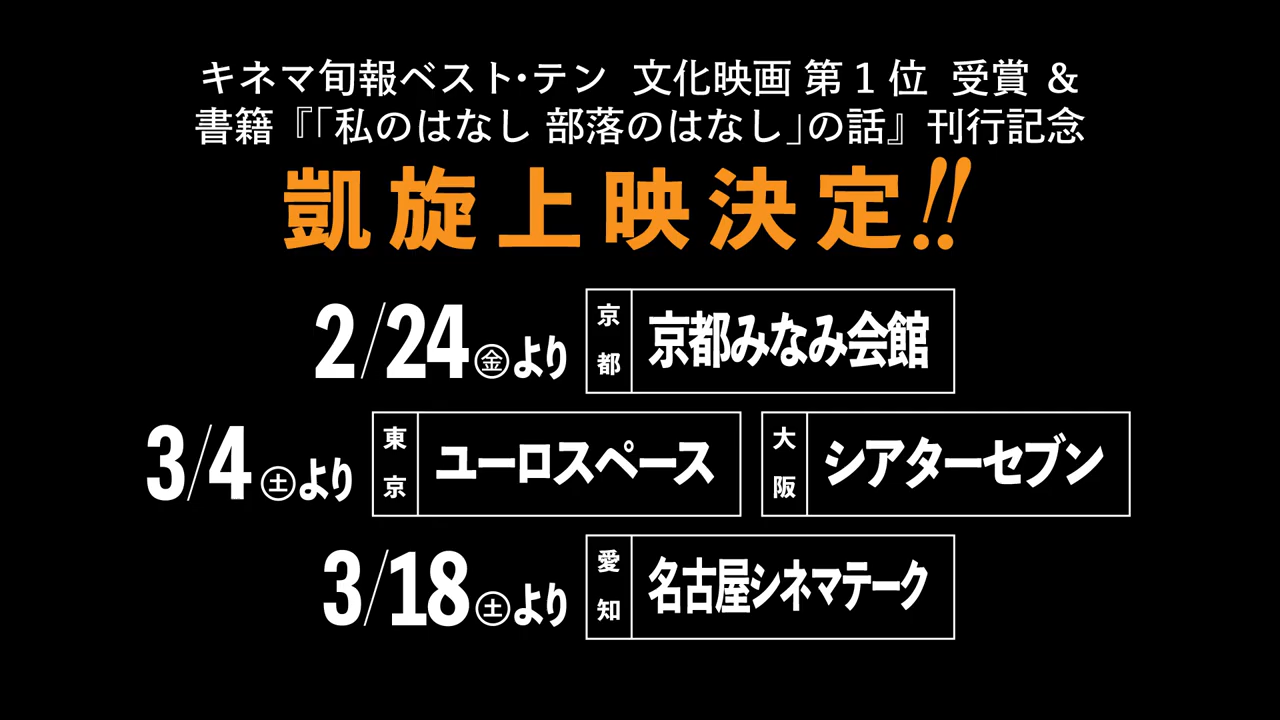 キネマ旬報ベスト・テン 文化映画 第1位 受賞 &
書籍『「私のはなし 部落のはなし」の話』刊行記念
凱旋上映決定!!
2/24㊎より 京都 京都みなみ会館
3/4㊏より 東京 ユーロスペース 大阪 シアターセブン
3/18㊏より 愛知 名古屋シネマテーク